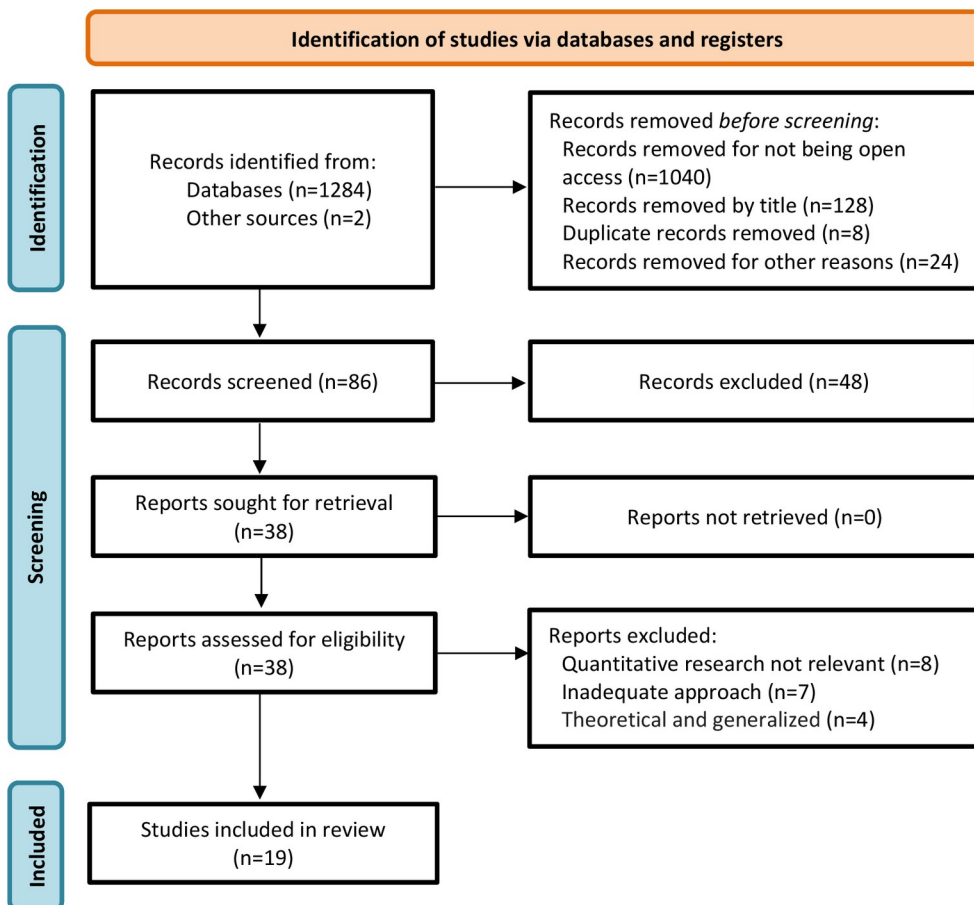 Identification of studies via databases and registers
Identification
Records identified from:
Databases (n=1284)
Other sources (n=2)
Records removed before screening:
Records removed for not being open
access (n=1040)
Records removed by title (n=128)
Duplicate records removed (n=8)
Records removed for other reasons (n=24)
Screening
Records screened (n=86)
Records excluded (n=48)
Reports sought for retrieval
(n=38)
Reports not retrieved (n=0)
Reports assessed for eligibility
(n=38)
Reports excluded:
Quantitative research not relevant (n=8)
Inadequate approach (n=7)
Theoretical and generalized (n=4)
Included
Studies included in review
(n=19)